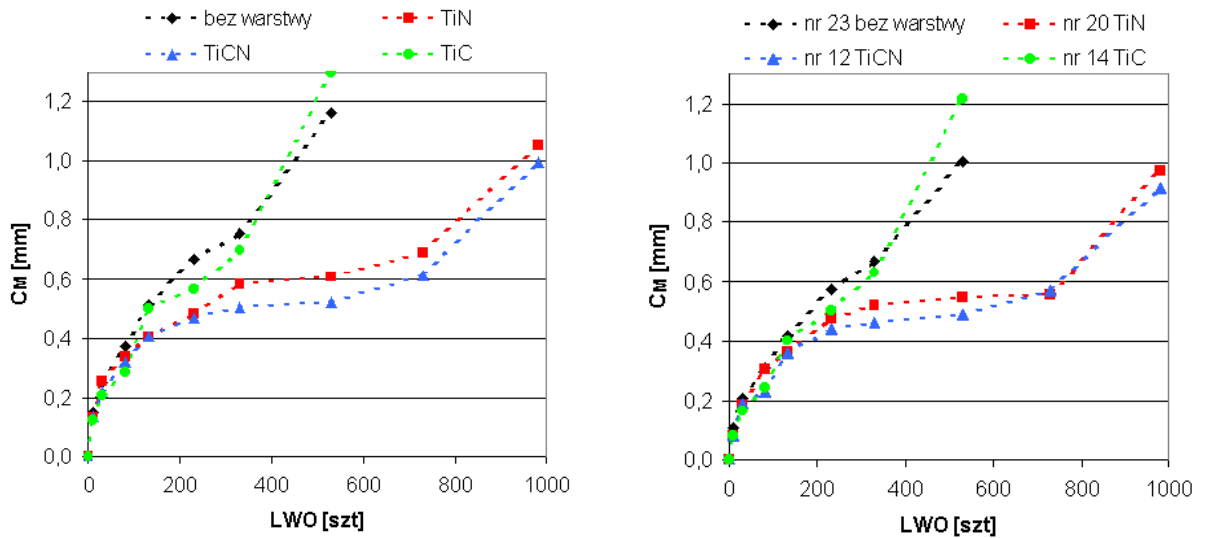 bez warstwy TiN
TiCN TiC
CM [mm]
1,2
1,0
0,8
0,6
0,4
0,2
0,0
0 200 400 600 800 1000
LWO [szt]
nr 23 bez warstwy nr 20 TiN
nr 12 TiCN nr 14 TiC
CM [mm]
1,2
1,0
0,8
0,6
0,4
0,2
0,0
0 200 400 600 800 1000
LWO [szt]